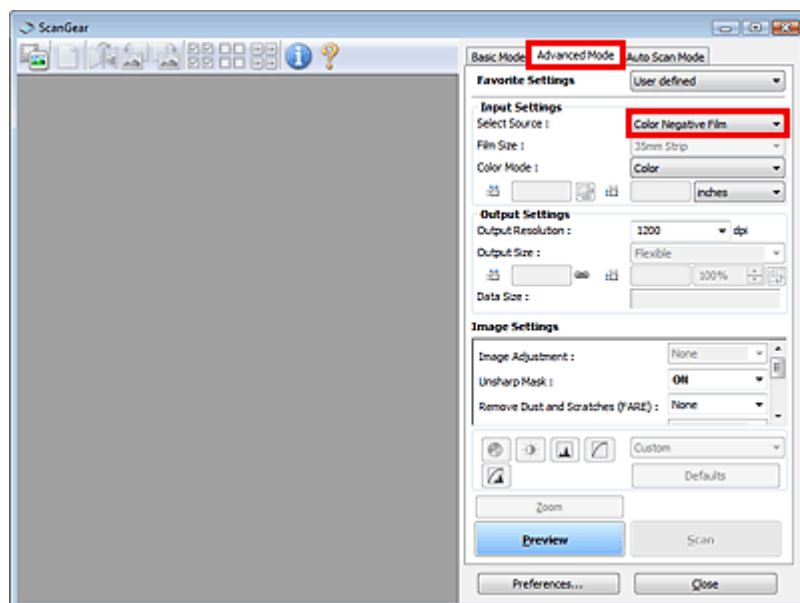 ScanGear
Basic Mode Advanced Mode Auto Scan Mode
Favorite Settings User defined
Input Settings
Select Source : Color Negative Film
Film Size : 35mm Strip
Color Mode : Color
inches
Output Settings
Output Resolution : 1200 dpi
Output Size : Flexible
100%
Data Size :
Image Settings
Image Adjustment : None
Unsharp Mask : ON
Remove Dust and Scratches (FARE) : None
Custom
Defaults
Zoom
Preview Scan
Preferences... Close